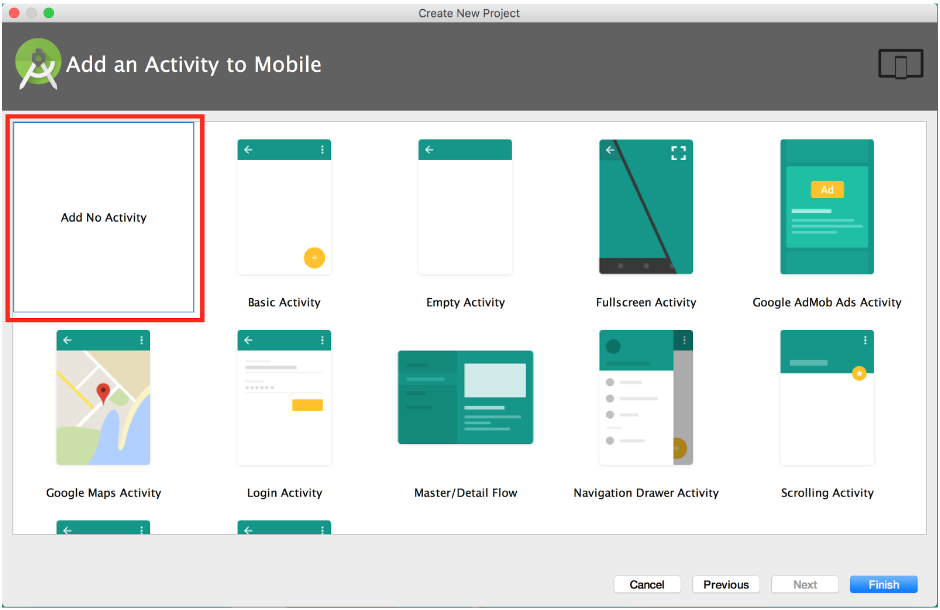 Create New Project
Add an Activity to Mobile
Add No Activity
Ad
Basic Activity
Empty Activity
Fullscreen Activity
Google AdMob Ads Activity
Google Maps Activity
Login Activity
Master/Detail Flow
Navigation Drawer Activity
Scrolling Activity
Cancel
Previous
Next
Finish